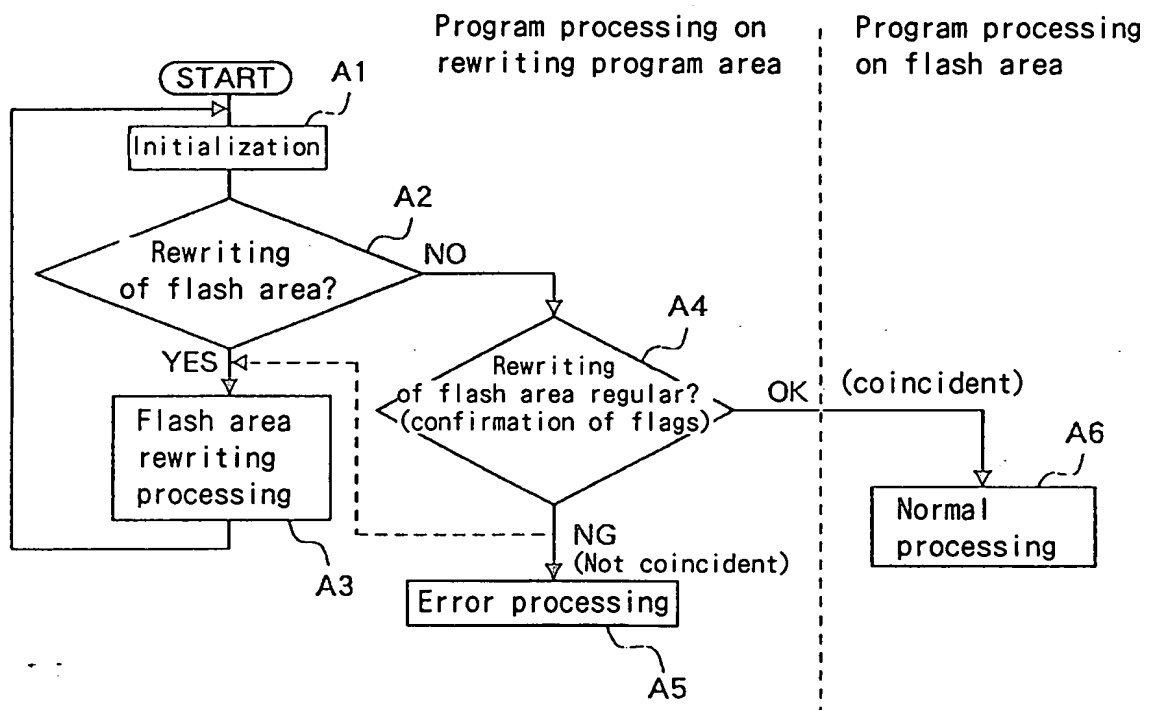 Program processing on
rewriting program area
Program processing
on flash area
START
A1
Initialization
A2
Rewriting
of flash area?
NO
YES
A4
Rewriting
of flash area regular?
(confirmation of flags)
OK
(coincident)
A6
Normal
processing
Flash area
rewriting
processing
A3
NG
(Not coincident)
Error processing
A5